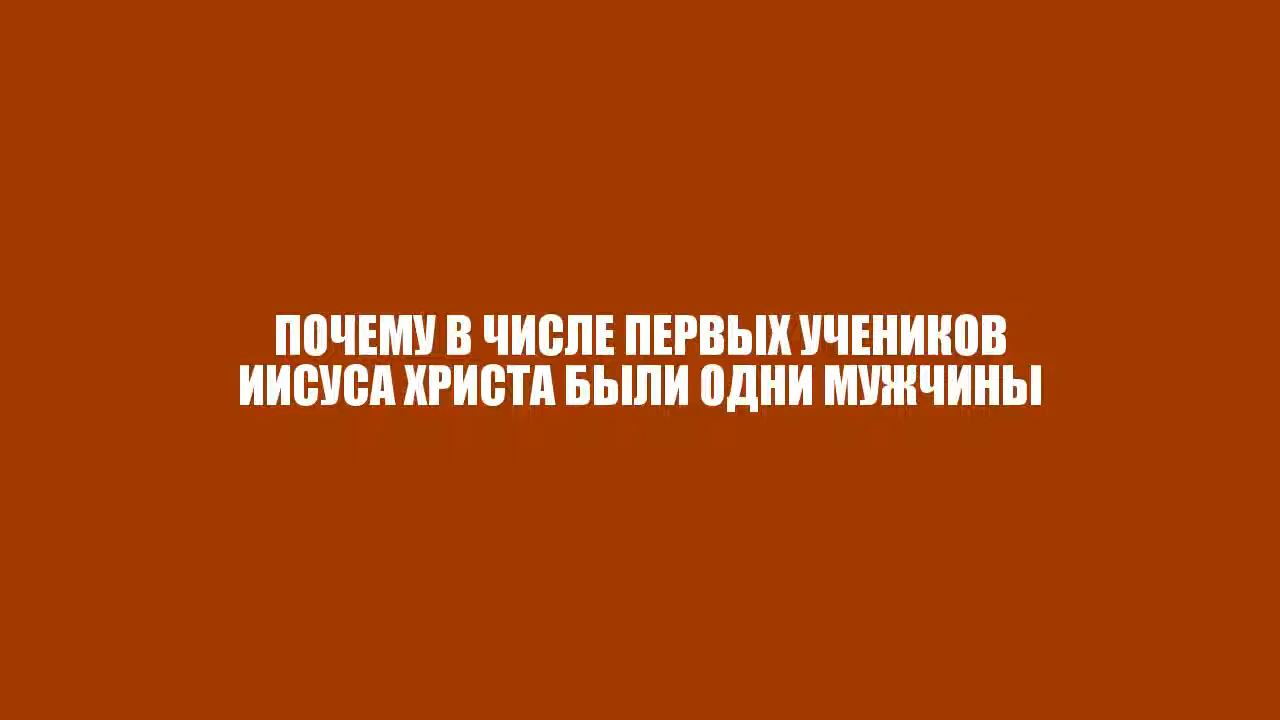 ПОЧЕМУ В ЧИСЛЕ ПЕРВЫХ УЧЕНИКОВ
ИИСУСА ХРИСТА БЫЛИ ОДНИ МУЖЧИНЫ